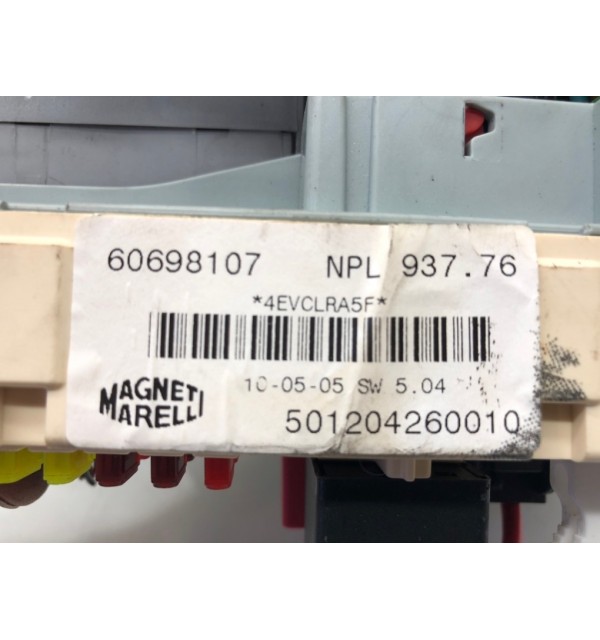 60698107 NPL 937.76
*4EVCLRA5F*
10-05-05 SW 5.04
MAGNETI
MARELLI
501204260010